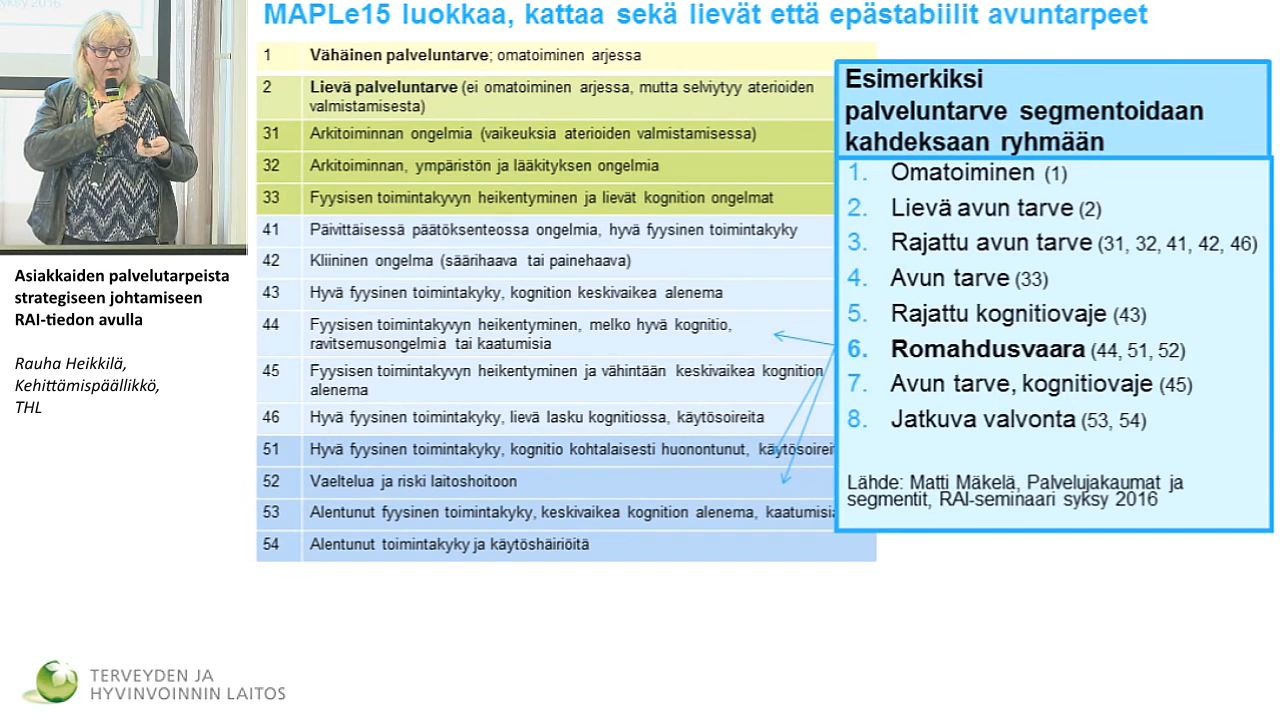 syksy 2016
MAPLe15 luokkaa, kattaa sekä lievät että epästabiilit avuntarpeet
1 Vähäinen palveluntarve; omatoiminen arjessa
2 Lievä palveluntarve (ei omatoiminen arjessa, mutta selviytyy aterioiden
valmistamisesta)
31 Arkitoiminnan ongelmia (vaikeuksia aterioiden valmistamisessa)
32 Arkitoiminnan, ympäristön ja lääkityksen ongelmia
33 Fyysisen toimintakyvyn heikentyminen ja lievät kognition ongelmat
41 Päivittäisessä päätöksenteossa ongelmia, hyvä fyysinen toimintakyky
42 Kliininen ongelma (säärihaava tai painehaava)
43 Hyvä fyysinen toimintakyky, kognition keskivaikea alenema
44 Fyysisen toimintakyvyn heikentyminen, melko hyvä kognitio,
ravitsemusongelmia tai kaatumisia
45 Fyysisen toimintakyvyn heikentyminen ja vähintään keskivaikea kognition
alenema
46 Hyvä fyysinen toimintakyky, lievä lasku kognitiossa, käytösoireita
51 Hyvä fyysinen toimintakyky, kognitio kohtalaisesti huonontunut, käytösoireit
52 Vaeltelua ja riski laitoshoitoon
53 Alentunut fyysinen toimintakyky, keskivaikea kognition alenema, kaatumisia
54 Alentunut toimintakyky ja käytöshäiriöitä
Esimerkiksi
palveluntarve segmentoidaan
kahdeksaan ryhmään
1. Omatoiminen (1)
2. Lievä avun tarve (2)
3. Rajattu avun tarve (31, 32, 41, 42, 46)
4. Avun tarve (33)
5. Rajattu kognitiovaje (43)
6. Romahdusvaara (44, 51, 52)
7. Avun tarve, kognitiovaje (45)
8. Jatkuva valvonta (53, 54)
Lähde: Matti Mäkelä, Palvelujakaumat ja
segmentit, RAI-seminaari syksy 2016
Asiakkaiden palvelutarpeista
strategiseen johtamiseen
RAI-tiedon avulla
Rauha Heikkilä,
Kehittämispäällikkö,
THL
TERVEYDEN JA
HYVINVOINNIN LAITOS